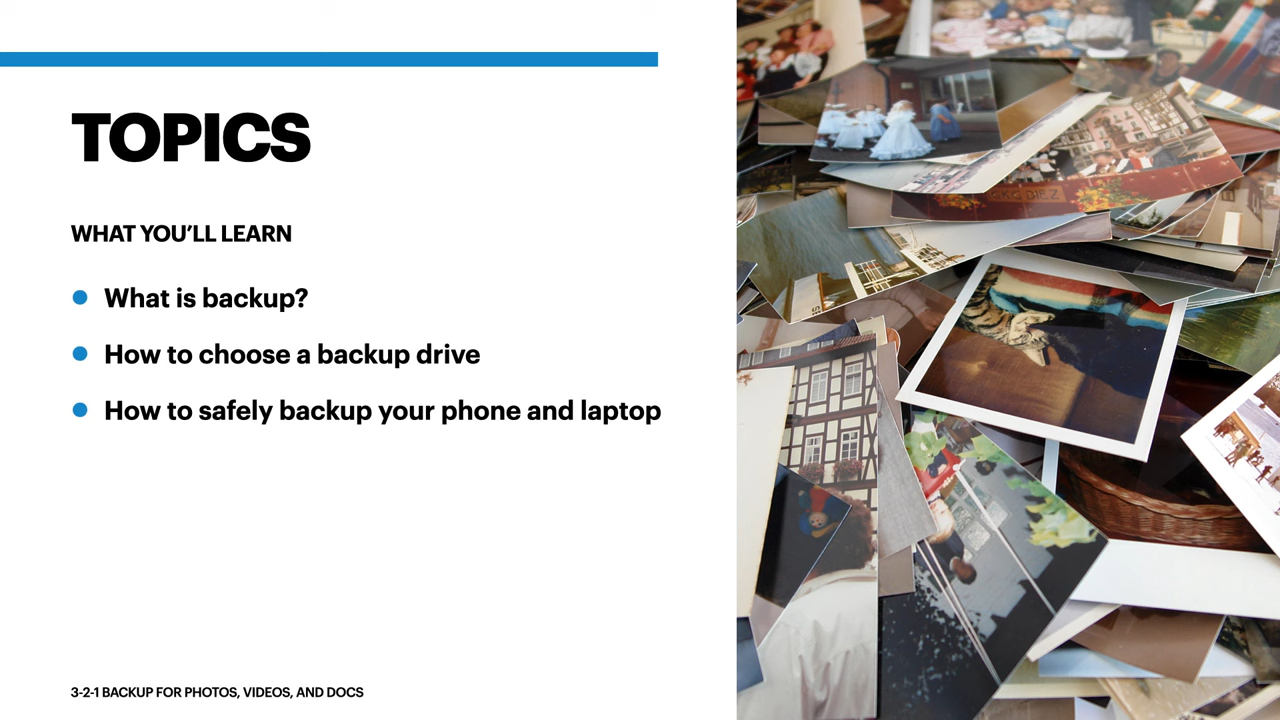 TOPICS
WHAT YOU’LL LEARN
What is backup?
How to choose a backup drive
How to safely backup your phone and laptop
3-2-1 BACKUP FOR PHOTOS, VIDEOS, AND DOCS